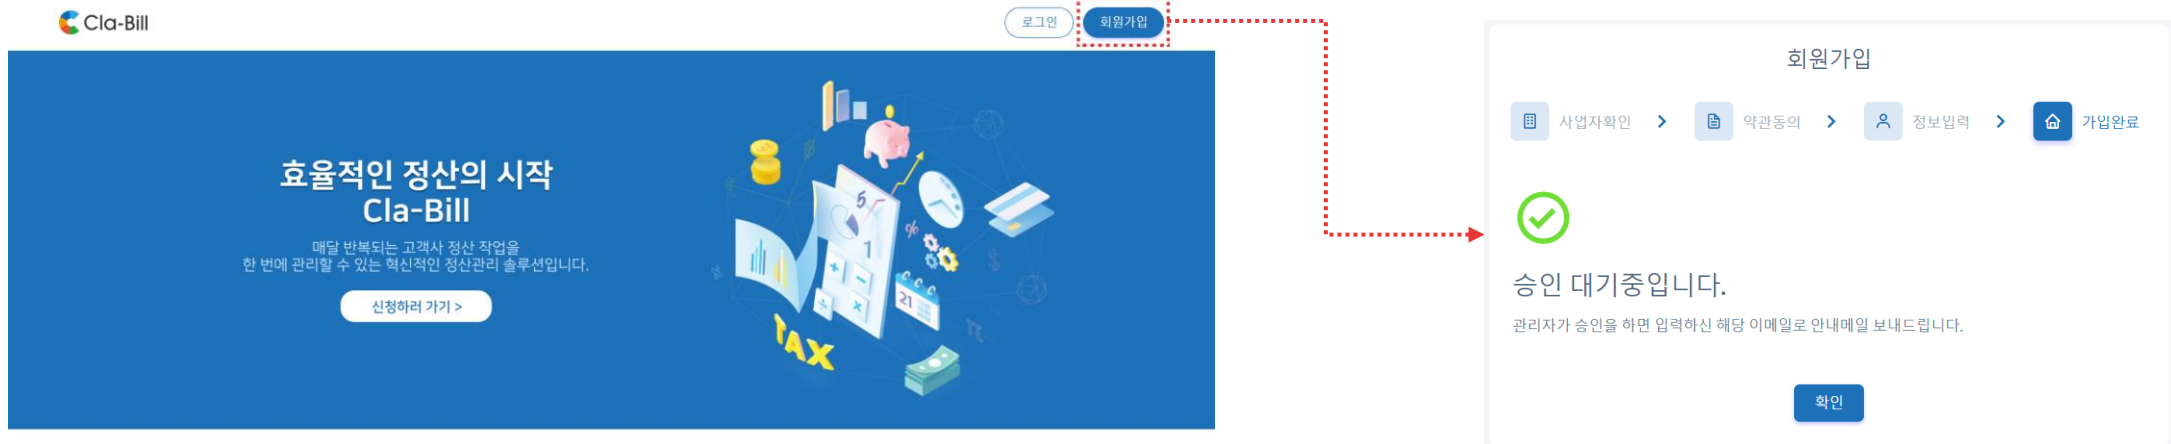 Cla-Bill
로그인
회원가입
효율적인 정산의 시작
Cla-Bill
매달 반복되는 고객사 정산 작업을
한 번에 관리할 수 있는 혁신적인 정산관리 솔루션입니다.
신청하러 가기 >
5
1
%
$
+ −
÷ ×
21
π
TAX
회원가입
사업자확인 > 약관동의 > 정보입력 > 가입완료
승인 대기중입니다.
관리자가 승인을 하면 입력하신 해당 이메일로 안내메일 보내드립니다.
확인